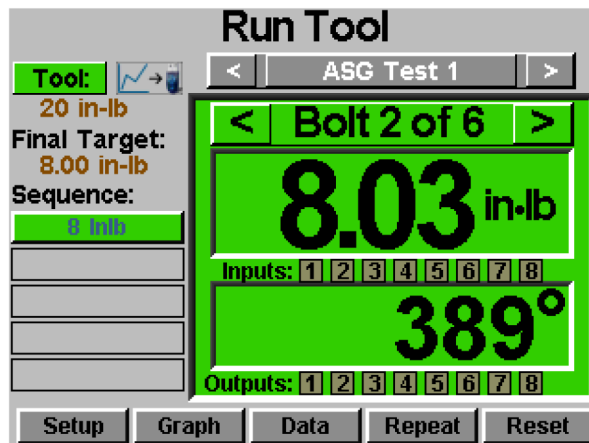 Run Tool
Tool:
< ASG Test 1 >
20 in-lb
Final Target:
8.00 in-lb
Sequence:
8 Inlb
< Bolt 2 of 6 >
8.03 in•lb
Inputs: 1 2 3 4 5 6 7 8
389°
Outputs: 1 2 3 4 5 6 7 8
Setup Graph Data Repeat Reset